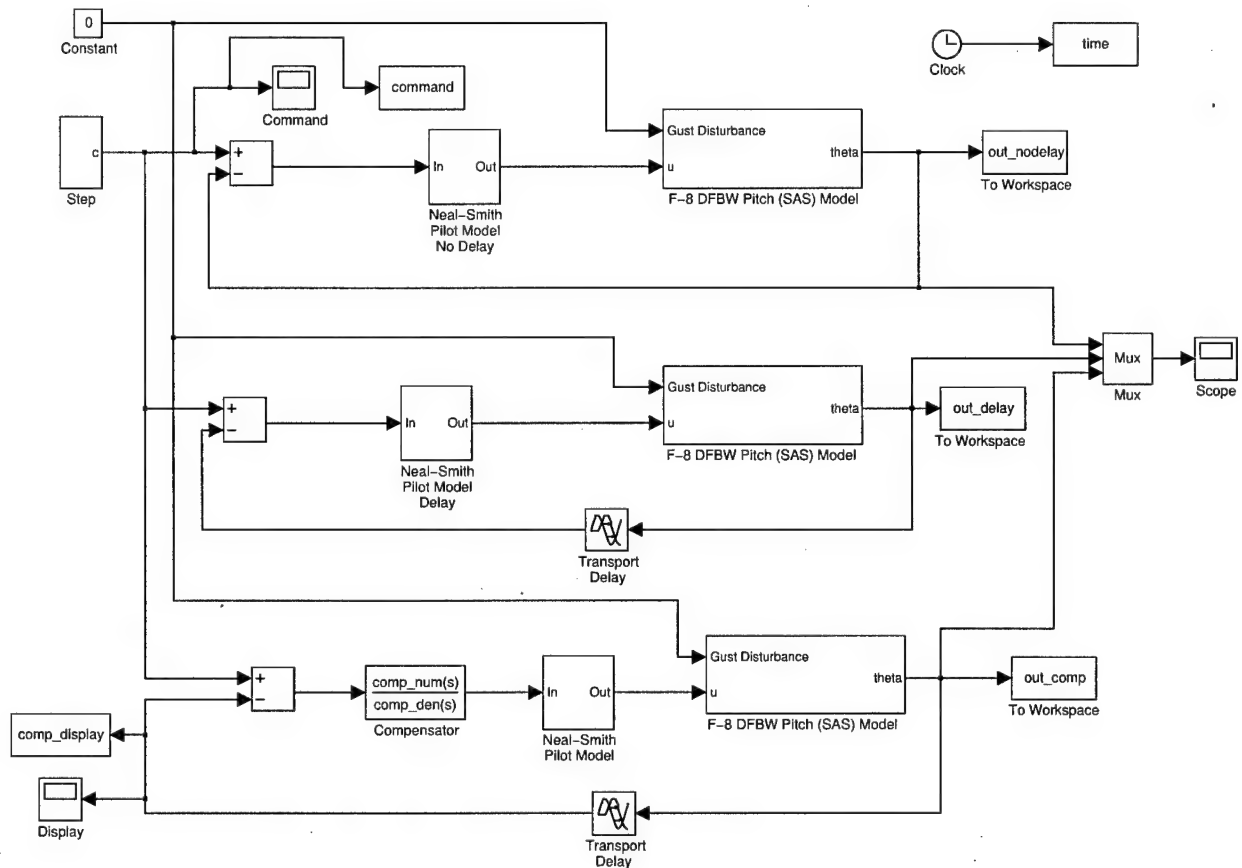 0
Constant
time
Clock
command
Command
c
Step
+
−
In Out
Neal−Smith
Pilot Model
No Delay
Gust Disturbance
theta
u
F−8 DFBW Pitch (SAS) Model
out_nodelay
To Workspace
Mux
Mux
Scope
+
−
In Out
Neal−Smith
Pilot Model
Delay
Gust Disturbance
theta
u
F−8 DFBW Pitch (SAS) Model
out_delay
To Workspace
Transport
Delay
+
−
comp_num(s)
comp_den(s)
Compensator
In Out
Neal−Smith
Pilot Model
Gust Disturbance
theta
u
F−8 DFBW Pitch (SAS) Model
out_comp
To Workspace
comp_display
Display
Transport
Delay